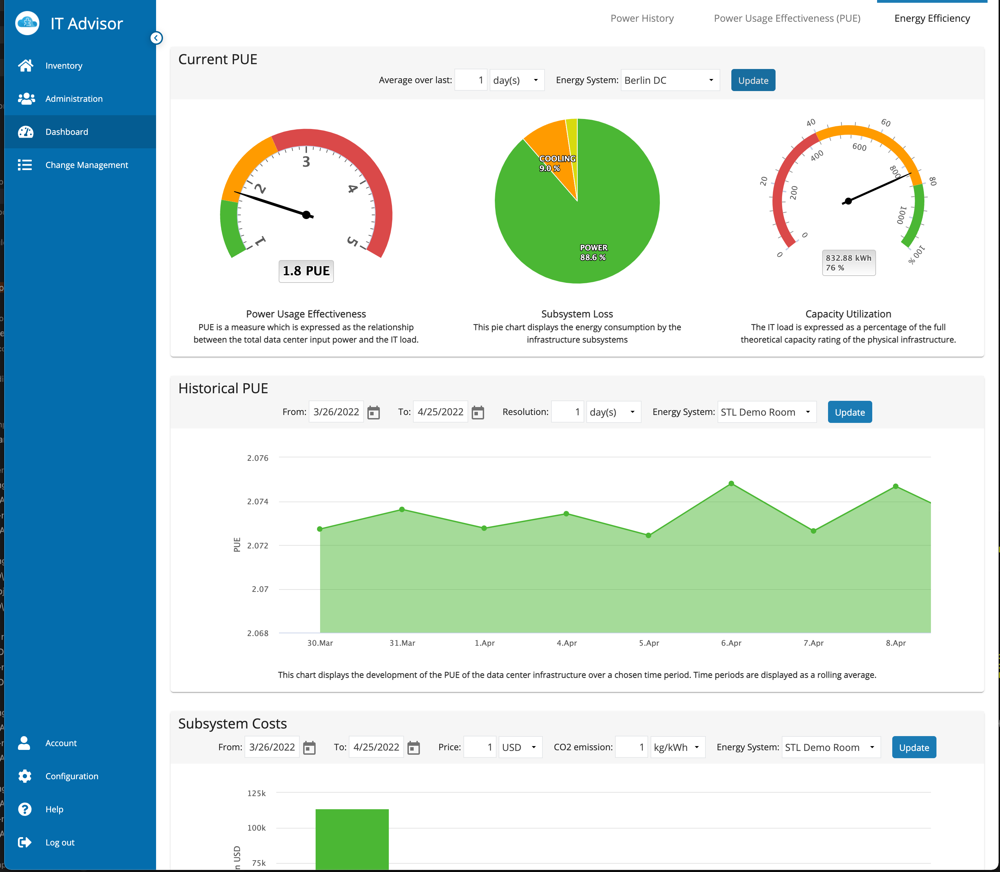 IT Advisor
Inventory
Administration
Dashboard
Change Management
Account
Configuration
Help
Log out
Power History
Power Usage Effectiveness (PUE)
Energy Efficiency
Current PUE
Average over last: 1 day(s) Energy System: Berlin DC Update
1
2
3
4
5
1.8 PUE
COOLING
9.0 %
POWER
88.6 %
0
20
40
60
80
100 %
0
200
400
600
800
1000
832.88 kWh
76 %
Power Usage Effectiveness
PUE is a measure which is expressed as the relationship
between the total data center input power and the IT load.
Subsystem Loss
This pie chart displays the energy consumption by the
infrastructure subsystems
Capacity Utilization
The IT load is expressed as a percentage of the full
theoretical capacity rating of the physical infrastructure.
Historical PUE
From: 3/26/2022 To: 4/25/2022 Resolution: 1 day(s) Energy System: STL Demo Room Update
PUE
2.076
2.074
2.072
2.07
2.068
30.Mar 31.Mar 1.Apr 4.Apr 5.Apr 6.Apr 7.Apr 8.Apr
This chart displays the development of the PUE of the data center infrastructure over a chosen time period. Time periods are displayed as a rolling average.
Subsystem Costs
From: 3/26/2022 To: 4/25/2022 Price: 1 USD CO2 emission: 1 kg/kWh Energy System: STL Demo Room Update
125k
100k
75k
USD